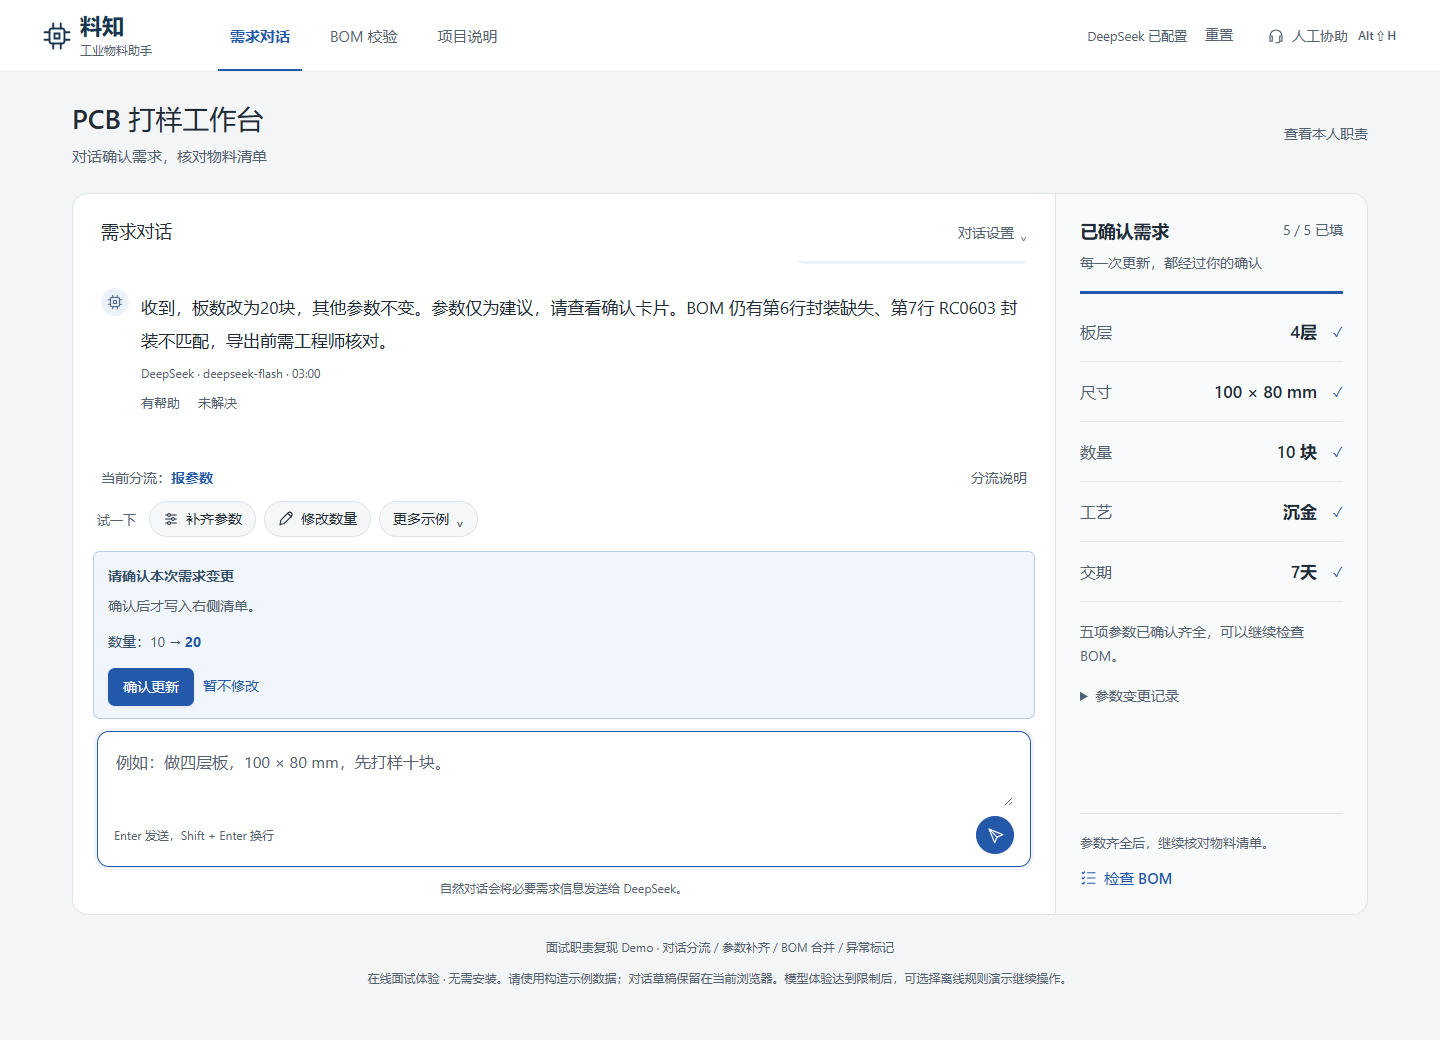 料知
工业物料助手
需求对话
BOM 校验
项目说明
DeepSeek 已配置
重置
人工协助
Alt⇧H
PCB 打样工作台
对话确认需求，核对物料清单
查看本人职责
需求对话
对话设置
收到，板数改为20块，其他参数不变。参数仅为建议，请查看确认卡片。BOM 仍有第6行封装缺失、第7行 RC0603 封
装不匹配，导出前需工程师核对。
DeepSeek · deepseek-flash · 03:00
有帮助
未解决
当前分流：报参数
分流说明
试一下
补齐参数
修改数量
更多示例
请确认本次需求变更
确认后才写入右侧清单。
数量：10 → 20
确认更新
暂不修改
例如：做四层板，100 × 80 mm，先打样十块。
Enter 发送，Shift + Enter 换行
自然对话会将必要需求信息发送给 DeepSeek。
已确认需求
5 / 5 已填
每一次更新，都经过你的确认
板层
4层 ✓
尺寸
100 × 80 mm ✓
数量
10 块 ✓
工艺
沉金 ✓
交期
7天 ✓
五项参数已确认齐全，可以继续检查
BOM。
▶ 参数变更记录
参数齐全后，继续核对物料清单。
检查 BOM
面试职责复现 Demo · 对话分流 / 参数补齐 / BOM 合并 / 异常标记
在线面试体验 · 无需安装。请使用构造示例数据；对话草稿保留在当前浏览器。模型体验达到限制后，可选择离线规则演示继续操作。